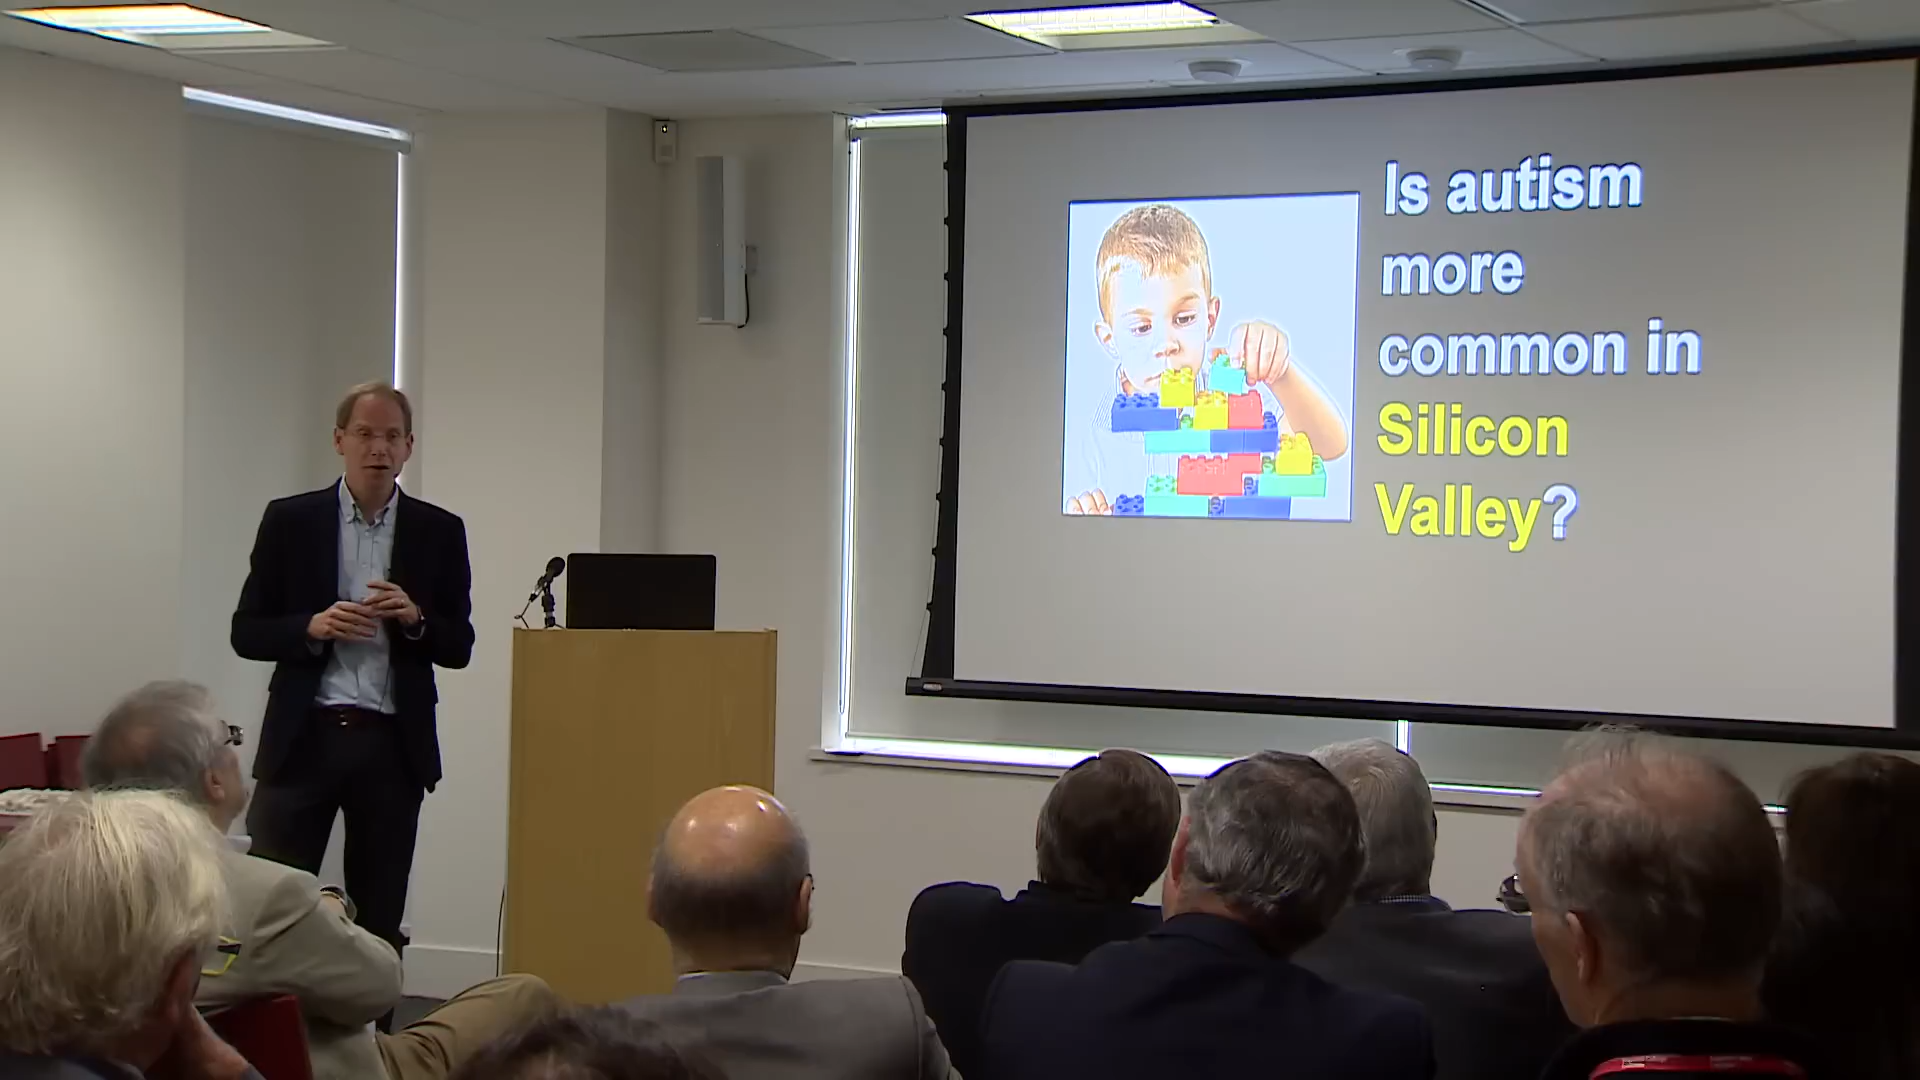 Is autism
more
common in
Silicon
Valley?